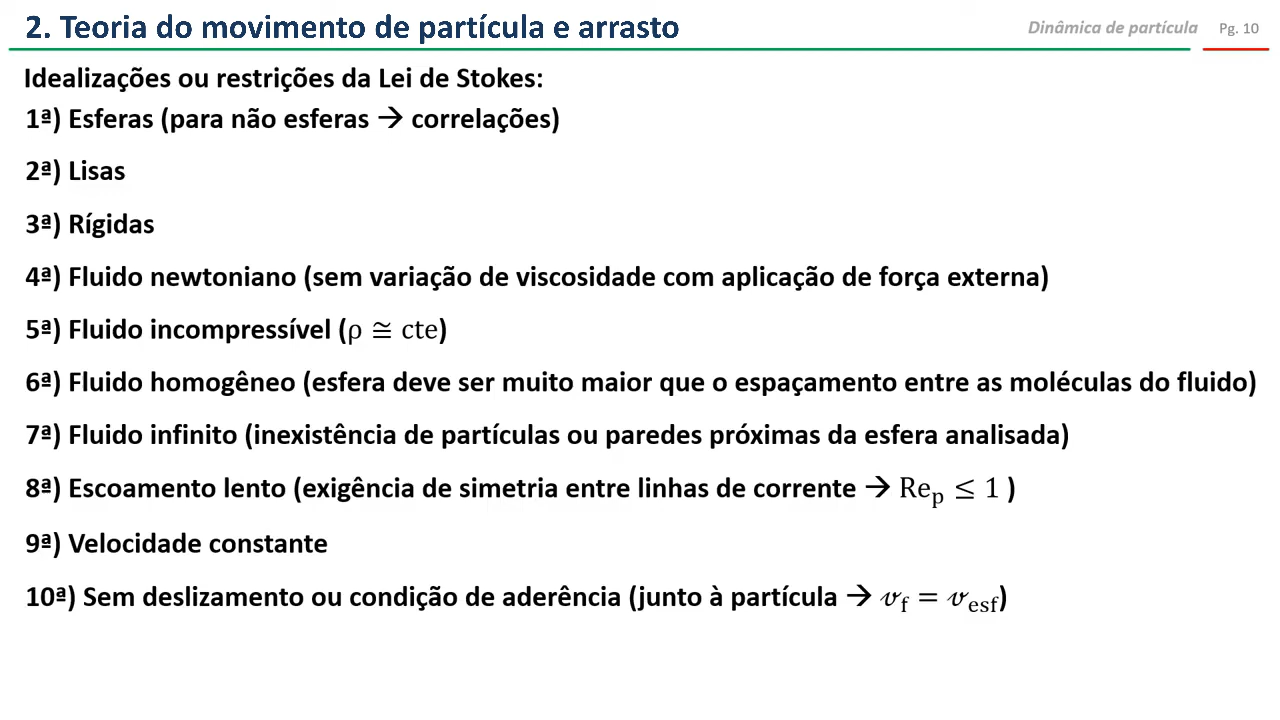 2. Teoria do movimento de partícula e arrasto
Dinâmica de partícula
Pg. 10
Idealizações ou restrições da Lei de Stokes:
1ª) Esferas (para não esferas → correlações)
2ª) Lisas
3ª) Rígidas
4ª) Fluido newtoniano (sem variação de viscosidade com aplicação de força externa)
5ª) Fluido incompressível (ρ ≅ cte)
6ª) Fluido homogêneo (esfera deve ser muito maior que o espaçamento entre as moléculas do fluido)
7ª) Fluido infinito (inexistência de partículas ou paredes próximas da esfera analisada)
8ª) Escoamento lento (exigência de simetria entre linhas de corrente → Re_p ≤ 1 )
9ª) Velocidade constante
10ª) Sem deslizamento ou condição de aderência (junto à partícula → 𝓋_f = 𝓋_esf)